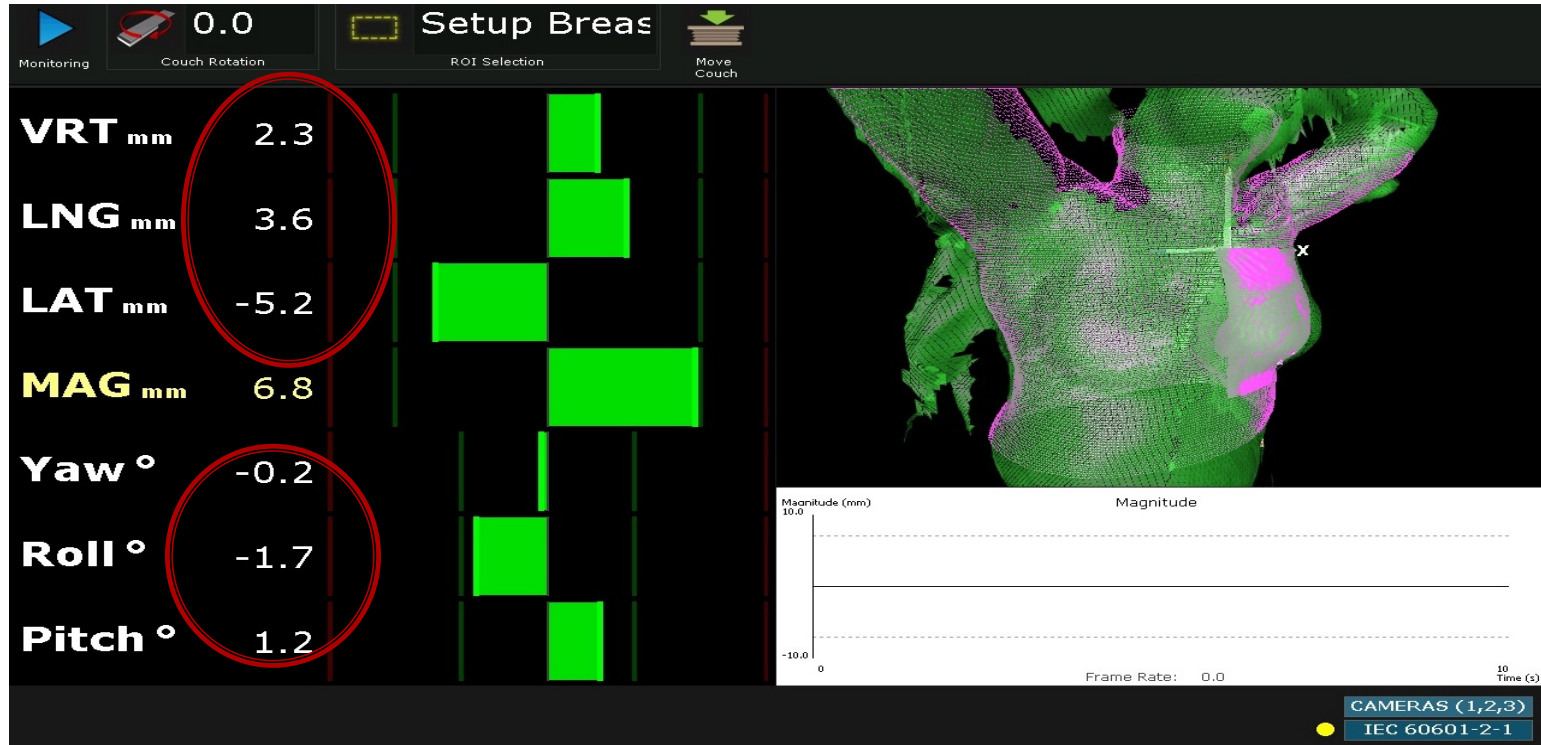 0.0
Setup Breas
Monitoring
Couch Rotation
ROI Selection
Move
Couch
VRT mm 2.3
LNG mm 3.6
LAT mm -5.2
MAG mm 6.8
Yaw ° -0.2
Roll ° -1.7
Pitch ° 1.2
x
Magnitude (mm)
Magnitude
10.0
-10.0
0
10
Frame Rate: 0.0
Time (s)
CAMERAS (1,2,3)
IEC 60601-2-1